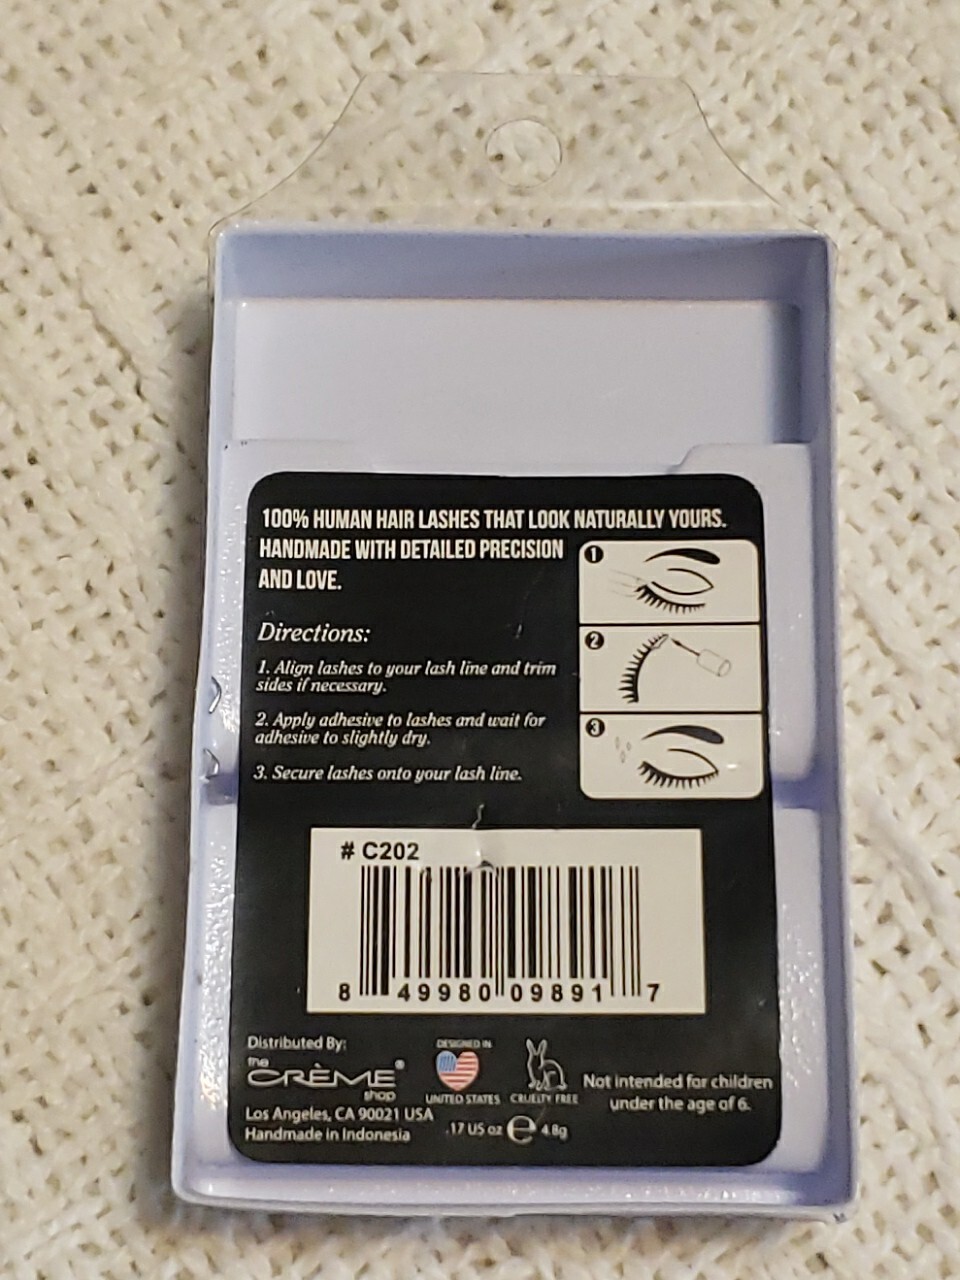 100% HUMAN HAIR LASHES THAT LOOK NATURALLY YOURS.
HANDMADE WITH DETAILED PRECISION
AND LOVE.
Directions:
1. Align lashes to your lash line and trim
sides if necessary.
2. Apply adhesive to lashes and wait for
adhesive to slightly dry.
3. Secure lashes onto your lash line.
1
2
3
# C202
8 49980 09891 7
Distributed By:
the
CRÈME®
shop
Los Angeles, CA 90021 USA
Handmade in Indonesia
DESIGNED IN
UNITED STATES
CRUELTY FREE
.17 US oz e 4.8g
Not intended for children
under the age of 6.